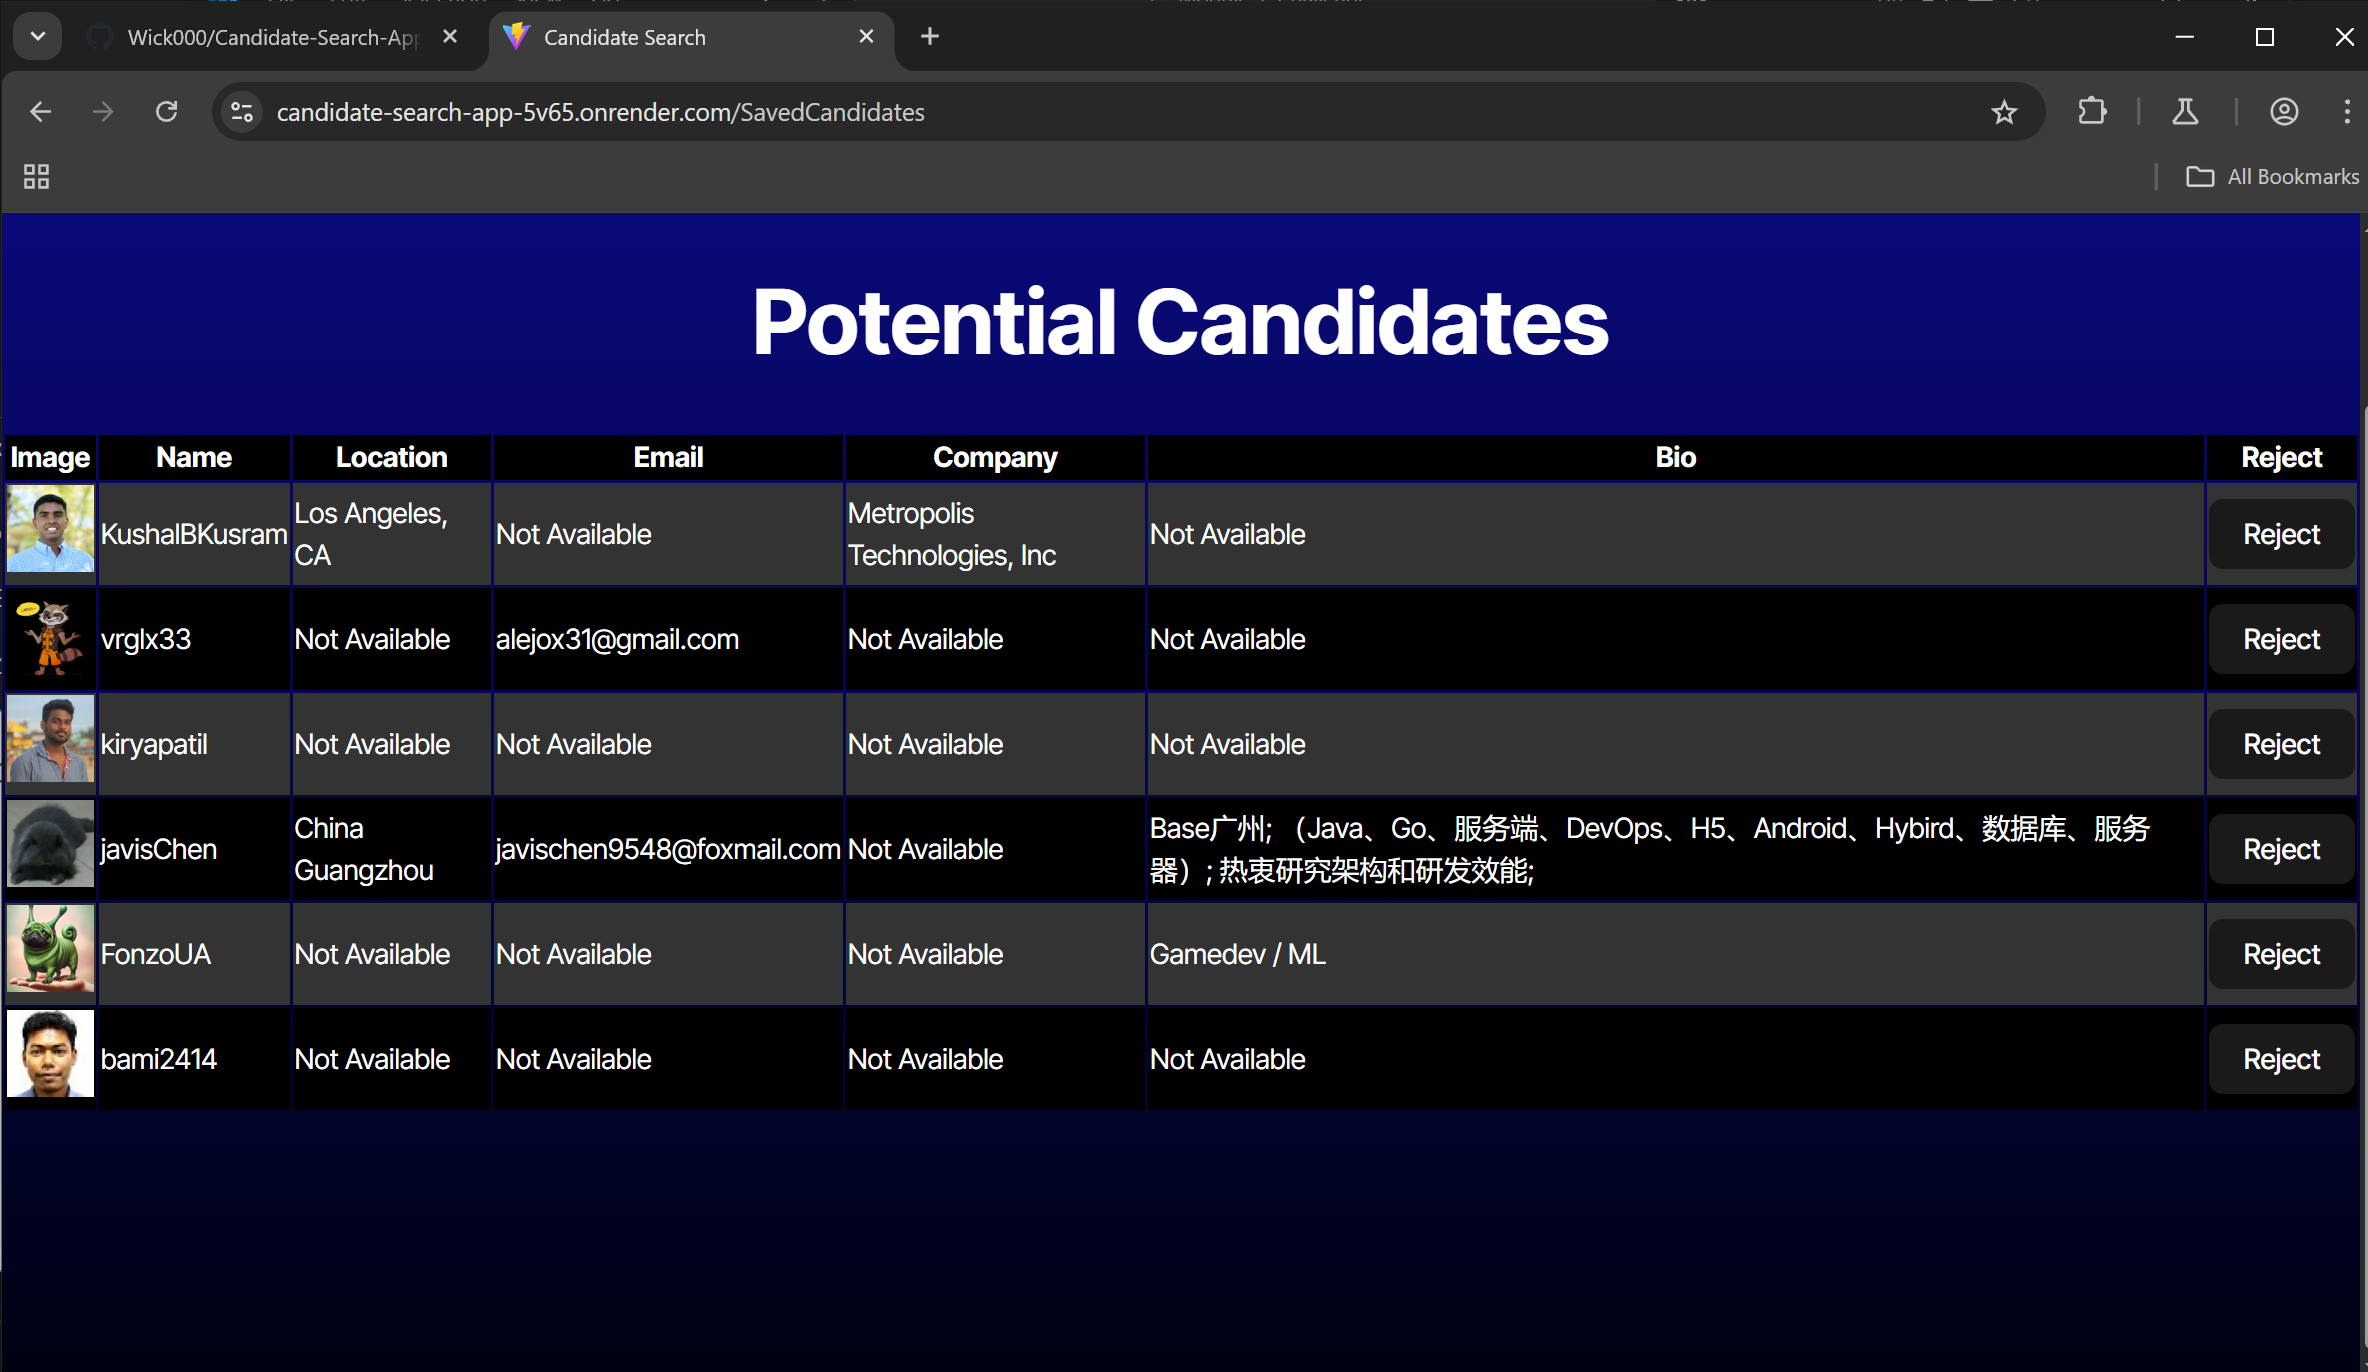 Wick000/Candidate-Search-App
Candidate Search
candidate-search-app-5v65.onrender.com/SavedCandidates
All Bookmarks
Potential Candidates
Image Name Location Email Company Bio Reject
KushalBKusram Los Angeles, CA Not Available Metropolis Technologies, Inc Not Available Reject
vrglx33 Not Available alejox31@gmail.com Not Available Not Available Reject
kiryapatil Not Available Not Available Not Available Not Available Reject
javisChen China Guangzhou javischen9548@foxmail.com Not Available Base广州; （Java、Go、服务端、DevOps、H5、Android、Hybird、数据库、服务器）; 热衷研究架构和研发效能; Reject
FonzoUA Not Available Not Available Not Available Gamedev / ML Reject
bami2414 Not Available Not Available Not Available Not Available Reject